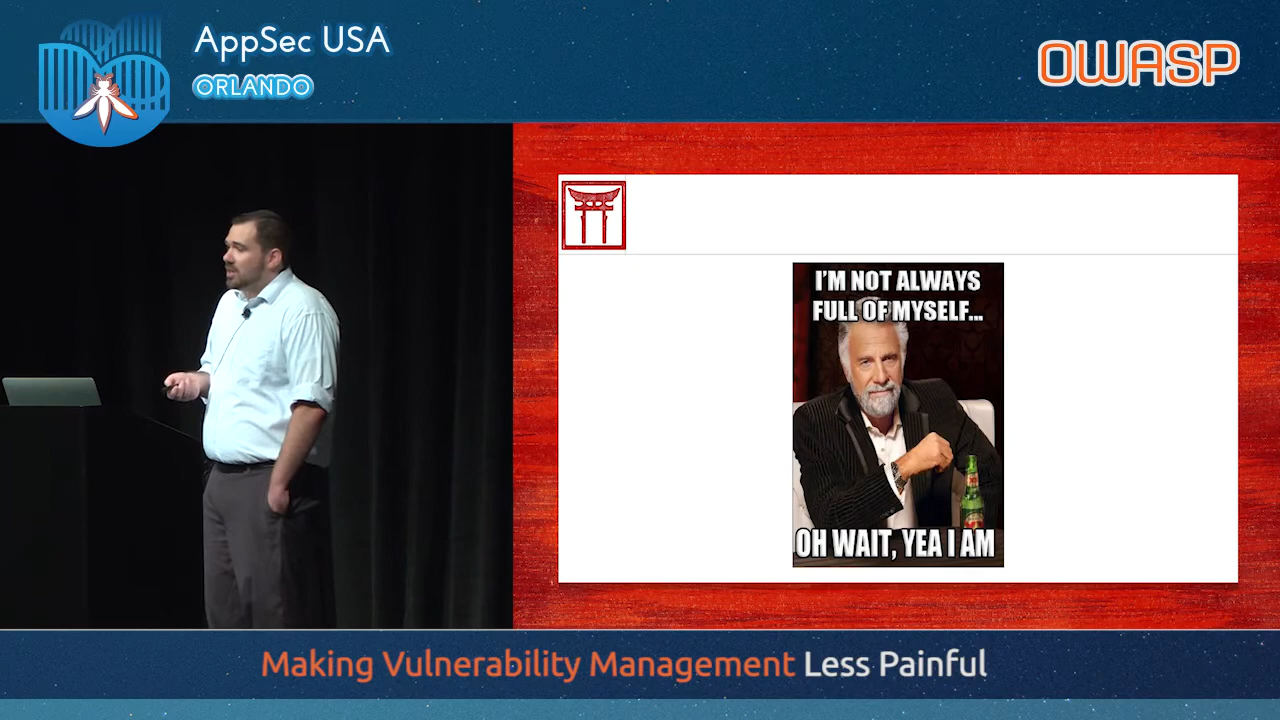 AppSec USA
ORLANDO
OWASP
I'M NOT ALWAYS
FULL OF MYSELF...
OH WAIT, YEA I AM
Making Vulnerability Management Less Painful